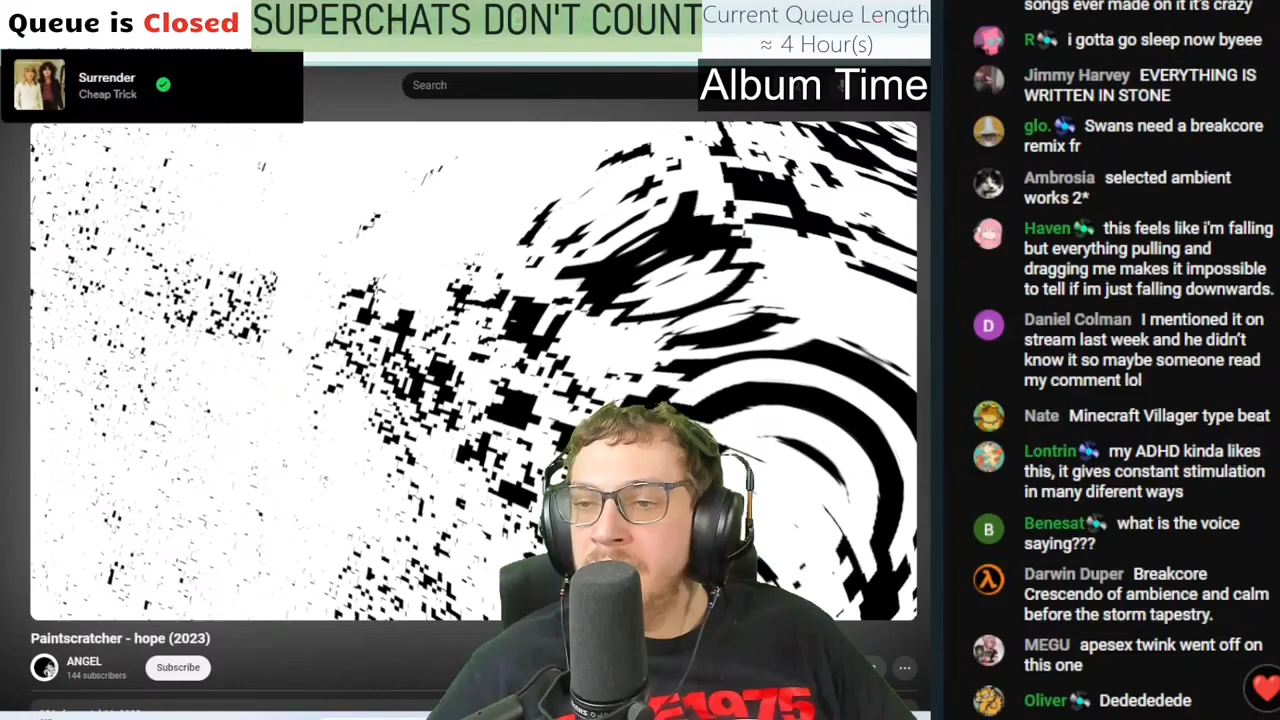 Queue is Closed
SUPERCHATS DON'T COUNT
Current Queue Length
≈ 4 Hour(s)
Surrender
Cheap Trick
Search
Album Time
Paintscratcher - hope (2023)
ANGEL
144 subscribers
Subscribe
1975
songs ever made on it it's crazy
R i gotta go sleep now byeee
Jimmy Harvey EVERYTHING IS
WRITTEN IN STONE
glo. Swans need a breakcore
remix fr
Ambrosia selected ambient
works 2*
Haven this feels like i'm falling
but everything pulling and
dragging me makes it impossible
to tell if im just falling downwards.
D
Daniel Colman I mentioned it on
stream last week and he didn't
know it so maybe someone read
my comment lol
Nate Minecraft Villager type beat
Lontrin my ADHD kinda likes
this, it gives constant stimulation
in many diferent ways
B
Benesat what is the voice
saying???
Darwin Duper Breakcore
Crescendo of ambience and calm
before the storm tapestry.
MEGU apesex twink went off on
this one
Oliver Dedededede